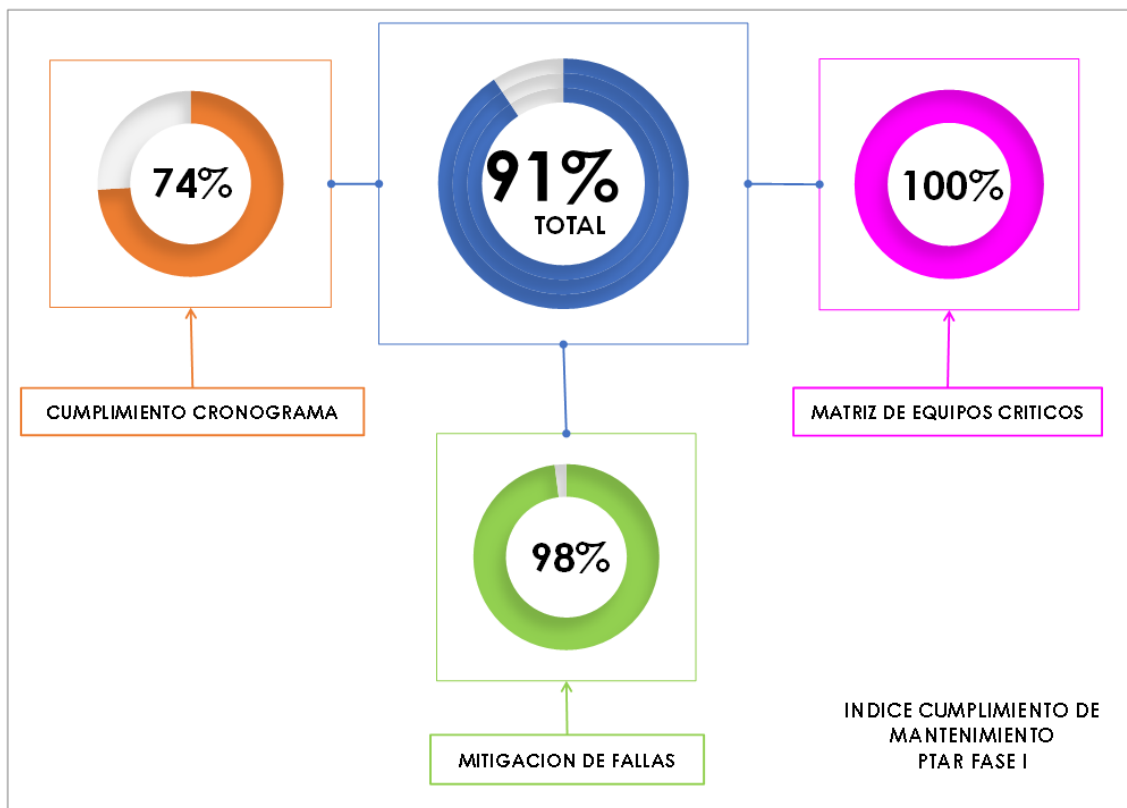 74%
91%
TOTAL
100%
CUMPLIMIENTO CRONOGRAMA
MATRIZ DE EQUIPOS CRITICOS
98%
MITIGACION DE FALLAS
INDICE CUMPLIMIENTO DE
MANTENIMIENTO
PTAR FASE I